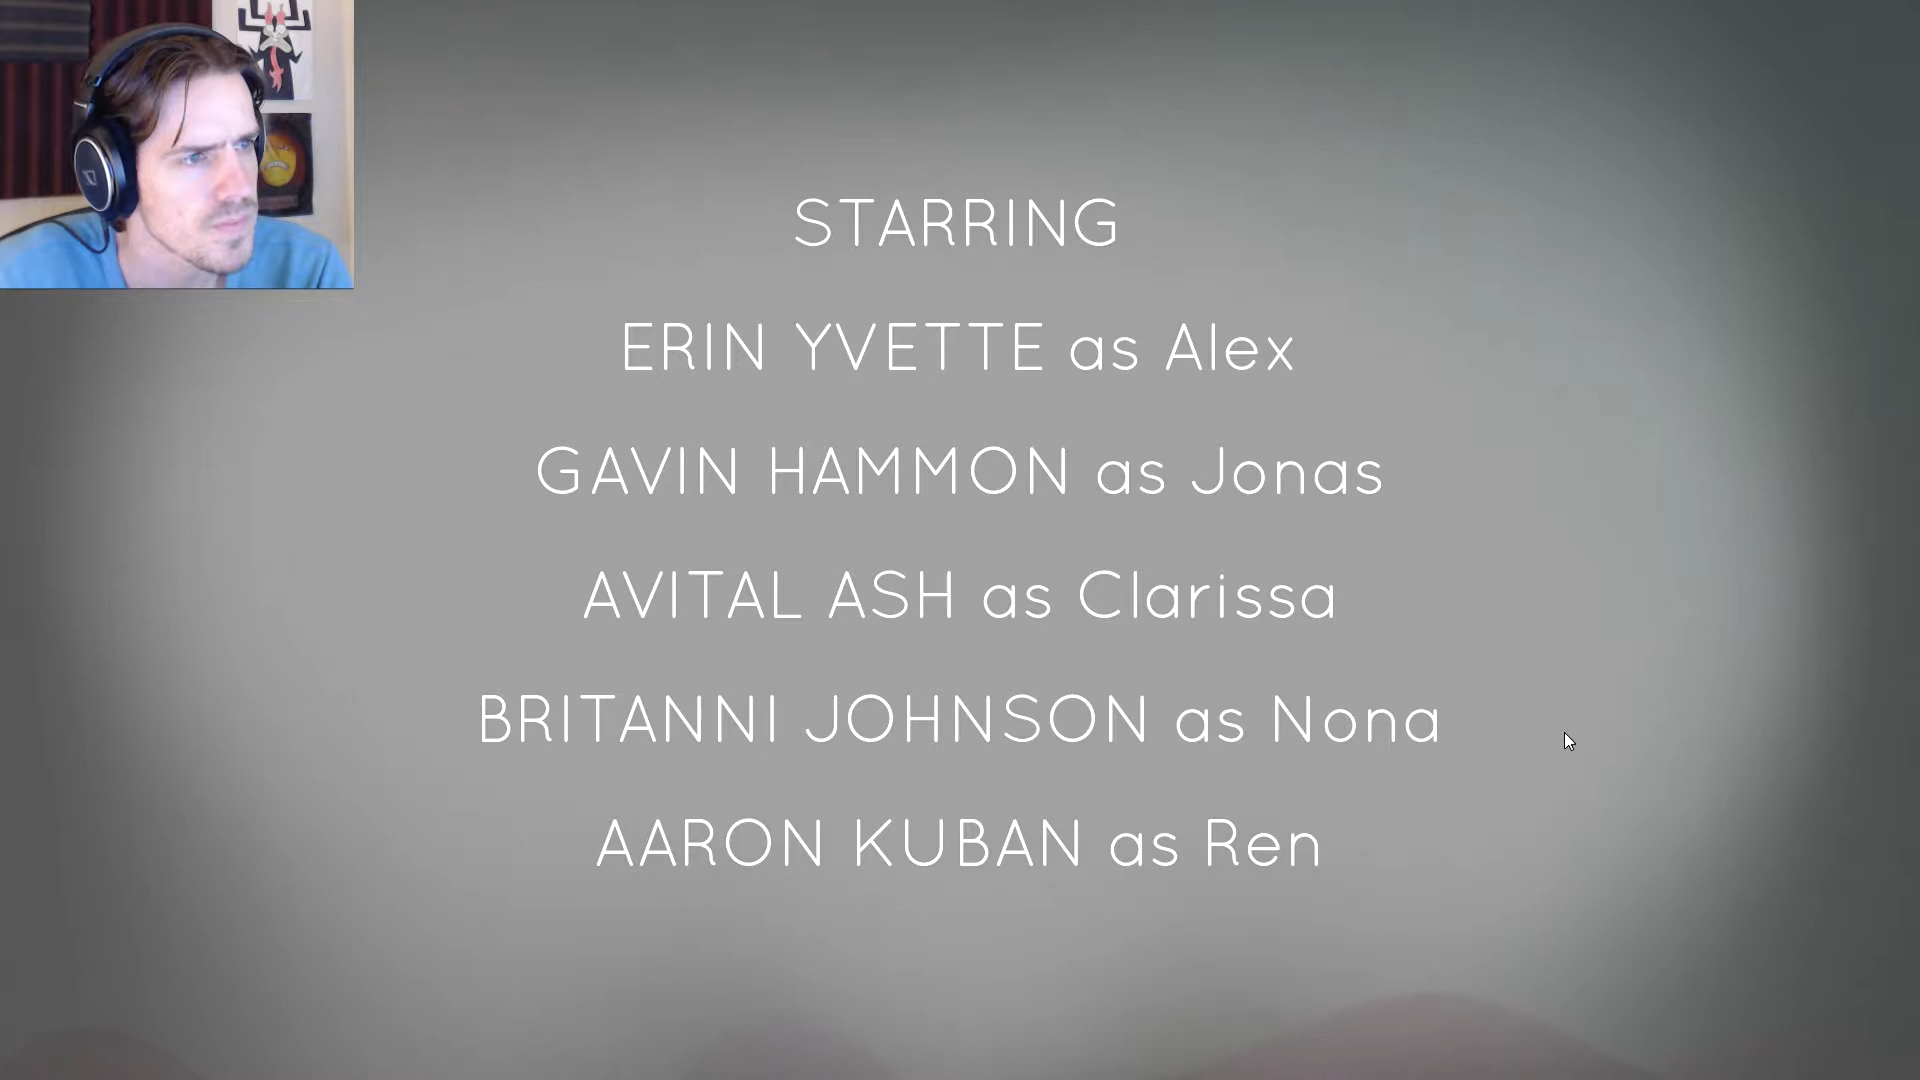 STARRING
ERIN YVETTE as Alex
GAVIN HAMMON as Jonas
AVITAL ASH as Clarissa
BRITANNI JOHNSON as Nona
AARON KUBAN as Ren